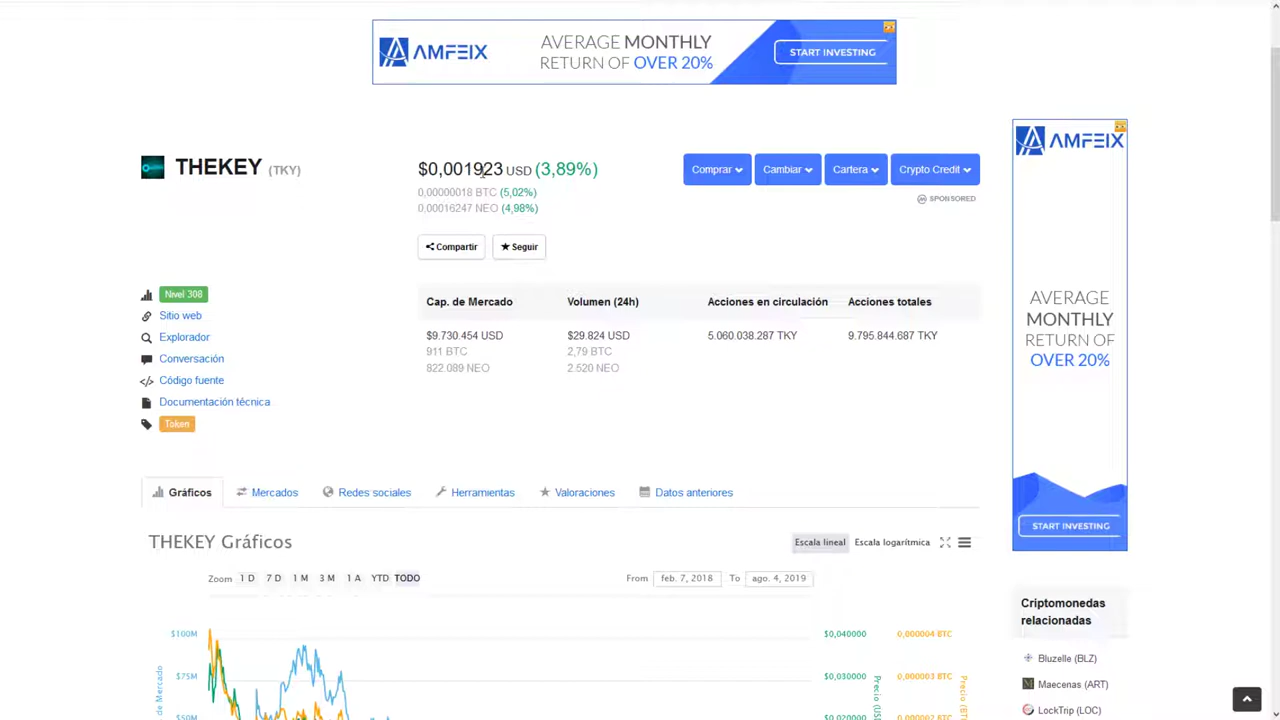 AMFEIX
AVERAGE MONTHLY
RETURN OF OVER 20%
START INVESTING
THEKEY (TKY)
$0,001923 USD (3,89%)
0,00000018 BTC (5,02%)
0,00016247 NEO (4,98%)
Comprar
Cambiar
Cartera
Crypto Credit
SPONSORED
Compartir
Seguir
Nivel 308
Sitio web
Explorador
Conversación
Código fuente
Documentación técnica
Token
Cap. de Mercado Volumen (24h) Acciones en circulación Acciones totales
$9.730.454 USD $29.824 USD 5.060.038.287 TKY 9.795.844.687 TKY
911 BTC 2,79 BTC
822.089 NEO 2.520 NEO
AMFEIX
AVERAGE
MONTHLY
RETURN OF
OVER 20%
START INVESTING
Gráficos Mercados Redes sociales Herramientas Valoraciones Datos anteriores
THEKEY Gráficos
Escala lineal Escala logarítmica
Zoom 1 D 7 D 1 M 3 M 1 A YTD TODO From feb. 7, 2018 To ago. 4, 2019
$100M $0,040000 0,000004 BTC
$75M $0,030000 0,000003 BTC
$50M $0,020000
de Mercado
Criptomonedas
relacionadas
Bluzelle (BLZ)
Maecenas (ART)
LockTrip (LOC)